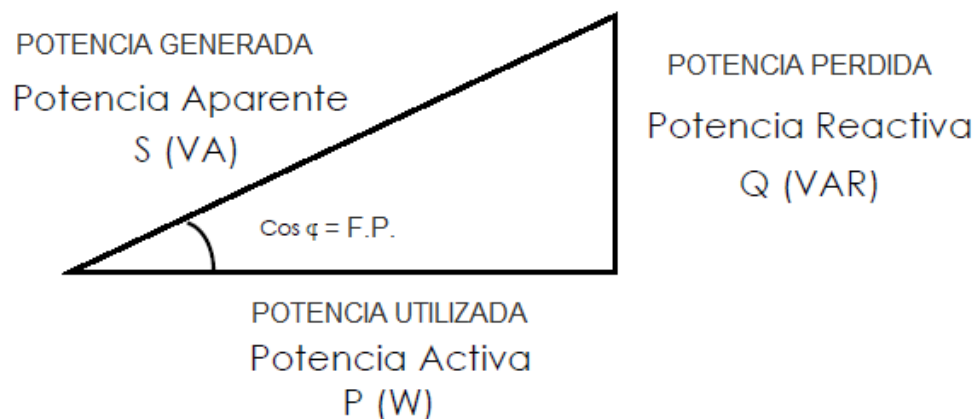 POTENCIA GENERADA
Potencia Aparente
S (VA)
POTENCIA PERDIDA
Potencia Reactiva
Q (VAR)
Cos φ = F.P.
POTENCIA UTILIZADA
Potencia Activa
P (W)